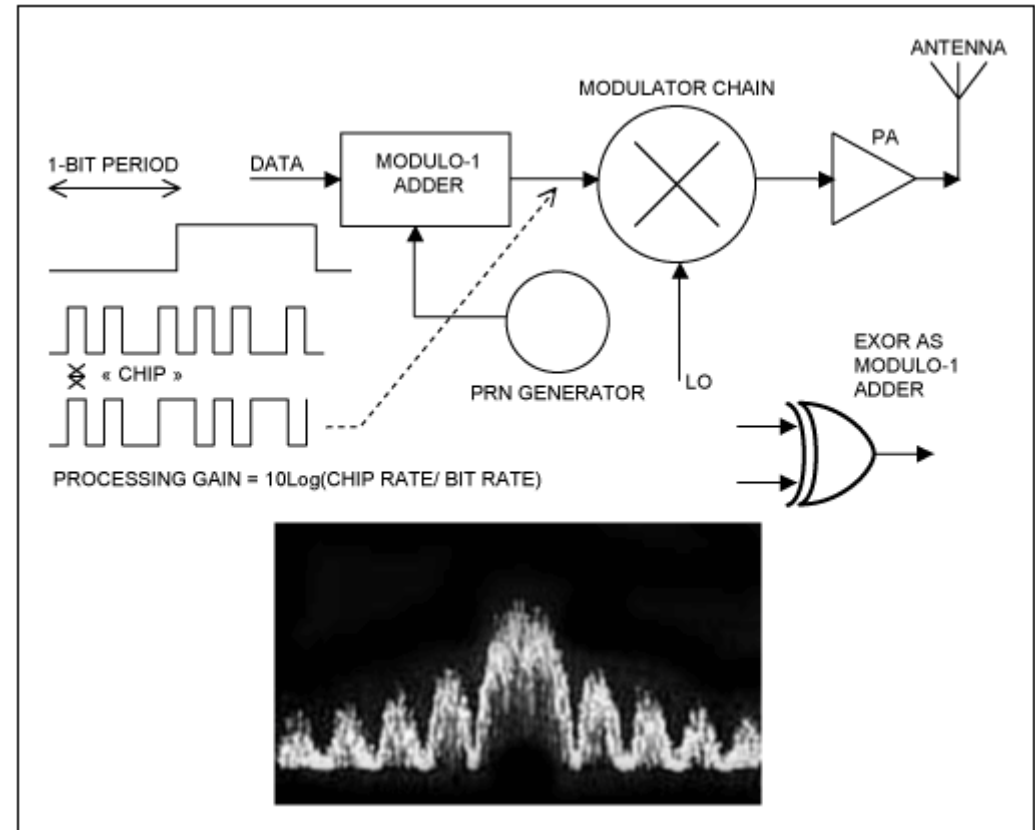 ANTENNA
MODULATOR CHAIN
PA
1-BIT PERIOD
DATA
MODULO-1
ADDER
« CHIP »
PRN GENERATOR
LO
EXOR AS
MODULO-1
ADDER
PROCESSING GAIN = 10Log(CHIP RATE/ BIT RATE)